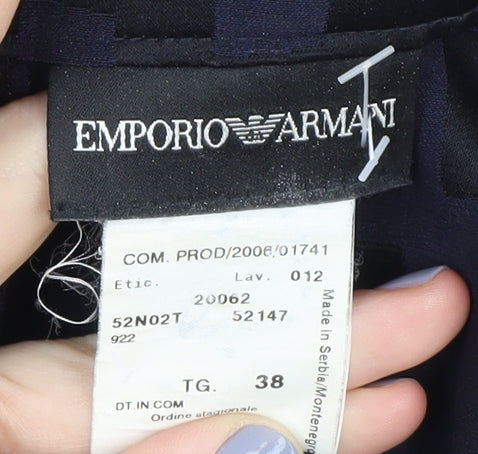 EMPORIO ARMANI
COM. PROD/2006/01741
Etic. Lav. 012
20062
52N02T 52147
922
TG. 38
DT.IN COM
Ordine stagionale
Made in Serbia/Montenegro